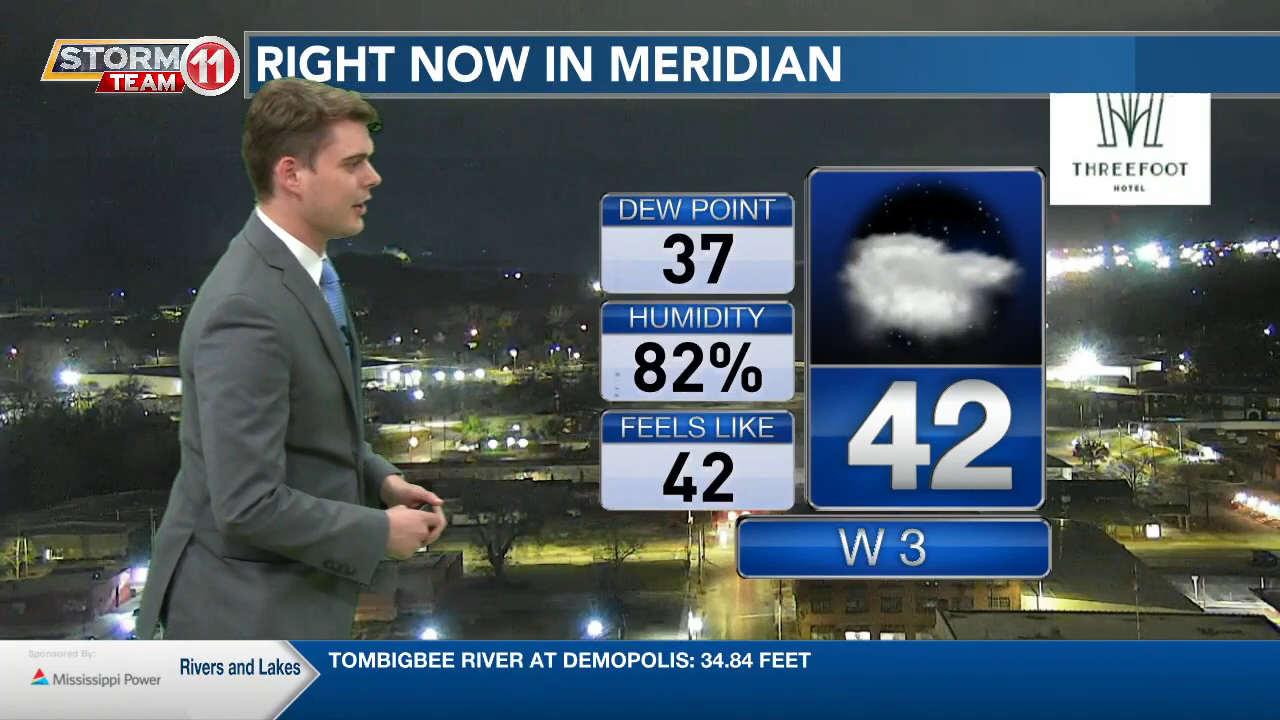 STORM
TEAM
11
RIGHT NOW IN MERIDIAN
THREEFOOT
HOTEL
DEW POINT
37
HUMIDITY
82%
FEELS LIKE
42
42
W 3
Sponsored By:
Mississippi Power
Rivers and Lakes
TOMBIGBEE RIVER AT DEMOPOLIS: 34.84 FEET